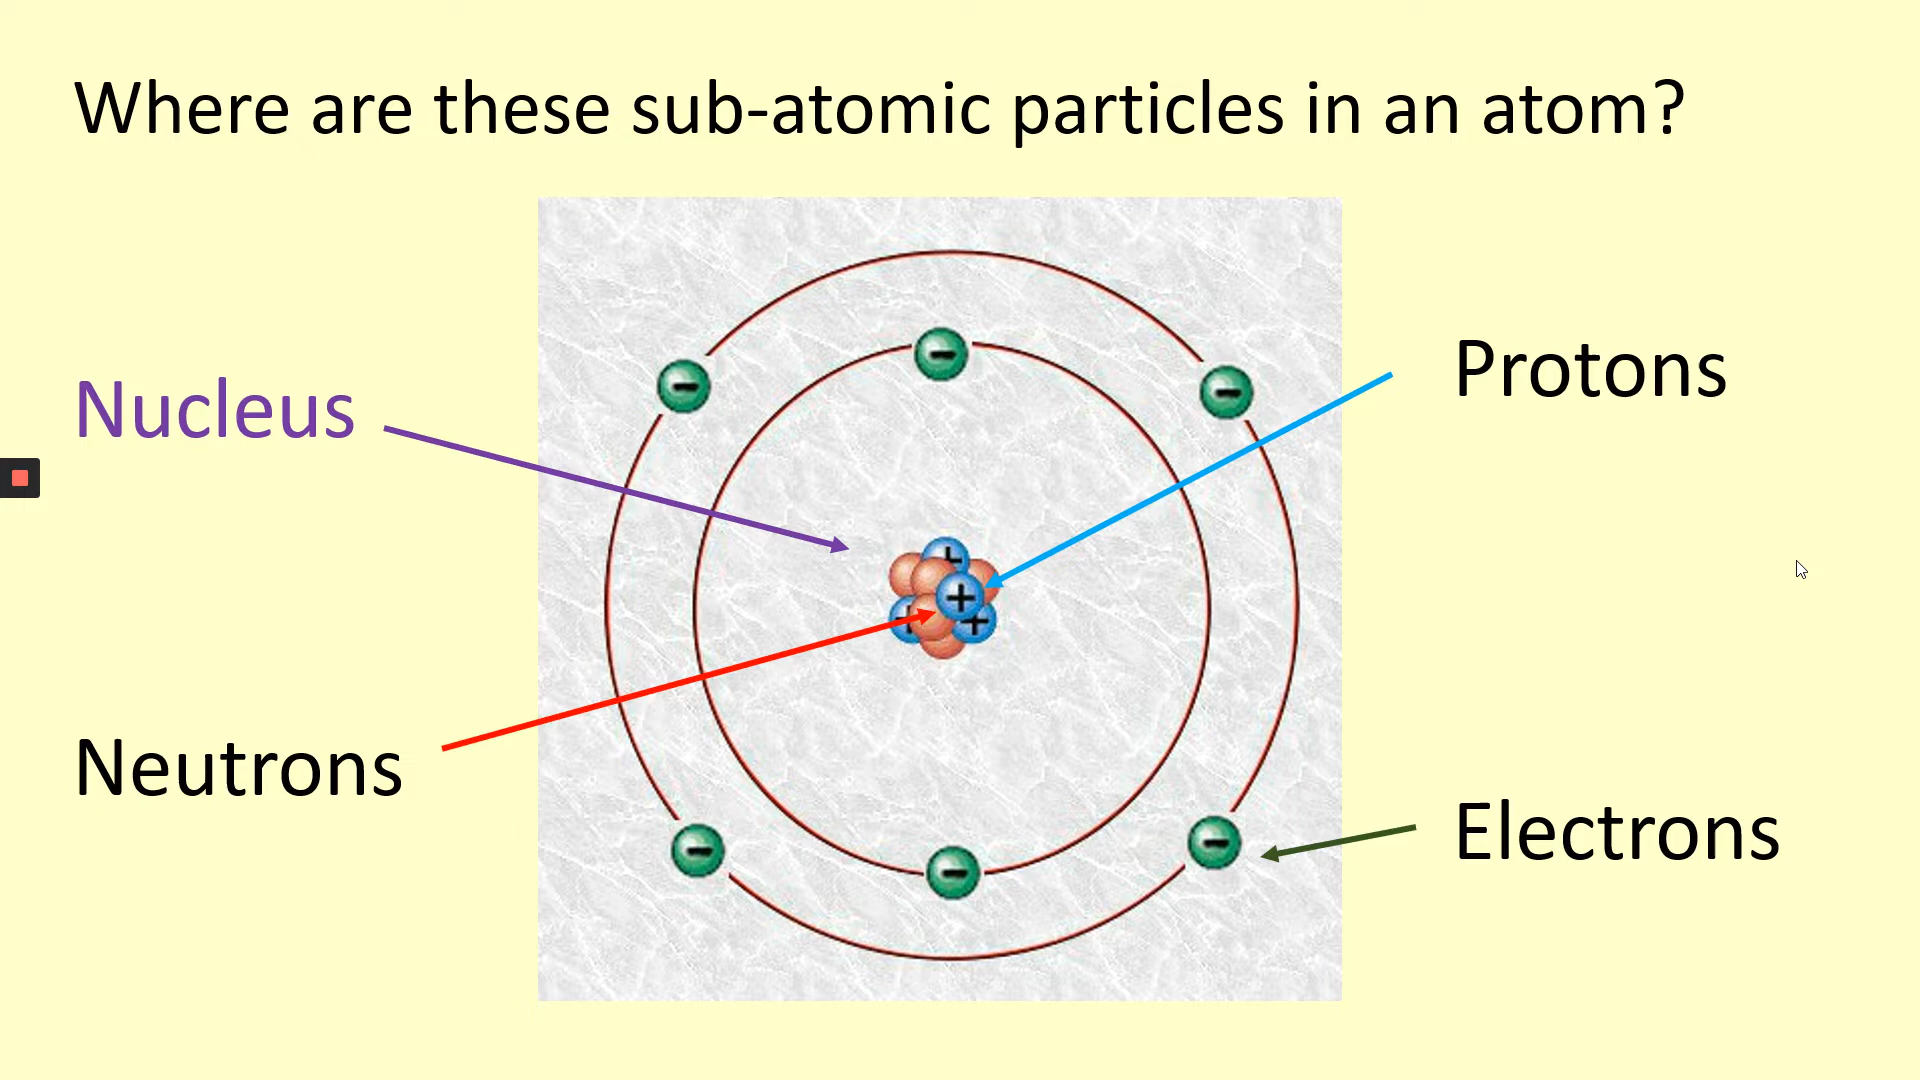 Where are these sub-atomic particles in an atom?
Nucleus
Protons
Neutrons
Electrons
-
-
-
+
+
+
+
-
-
-